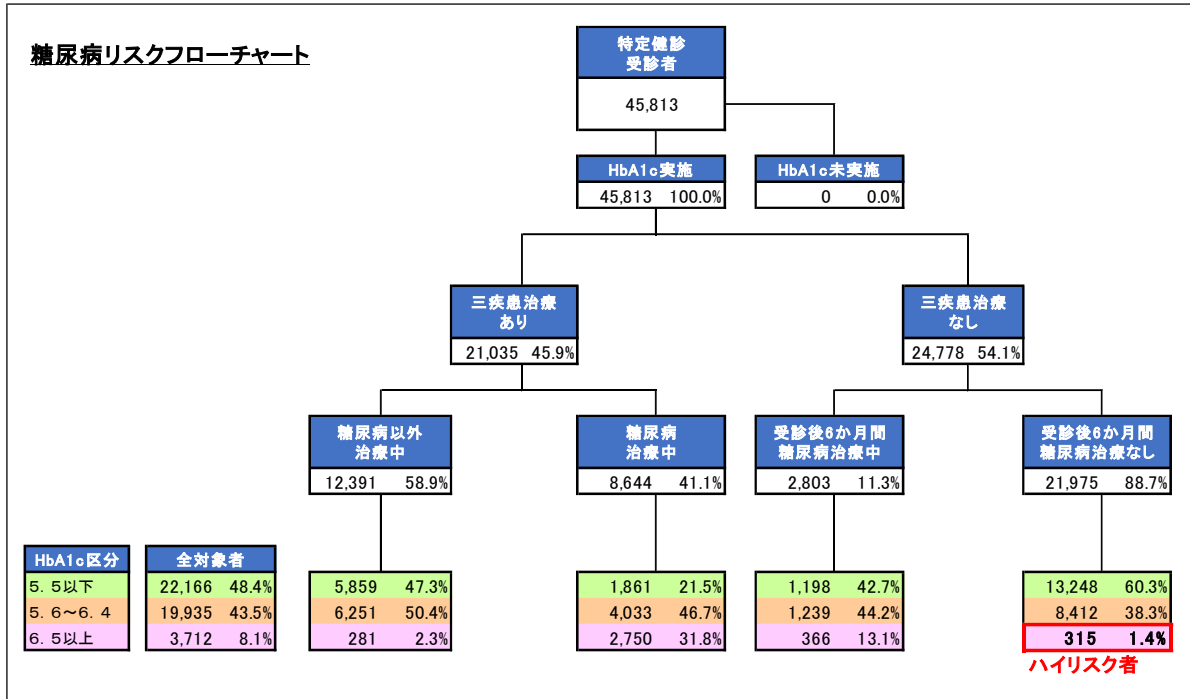 糖尿病リスクフローチャート
特定健診
受診者
45,813
HbA1c実施
45,813 100.0%
HbA1c未実施
0 0.0%
三疾患治療
あり
21,035 45.9%
三疾患治療
なし
24,778 54.1%
糖尿病以外
治療中
12,391 58.9%
糖尿病
治療中
8,644 41.1%
受診後6か月間
糖尿病治療中
2,803 11.3%
受診後6か月間
糖尿病治療なし
21,975 88.7%
HbA1c区分 全対象者
5.5以下 22,166 48.4% 5,859 47.3% 1,861 21.5% 1,198 42.7% 13,248 60.3%
5.6～6.4 19,935 43.5% 6,251 50.4% 4,033 46.7% 1,239 44.2% 8,412 38.3%
6.5以上 3,712 8.1% 281 2.3% 2,750 31.8% 366 13.1% 315 1.4%
ハイリスク者